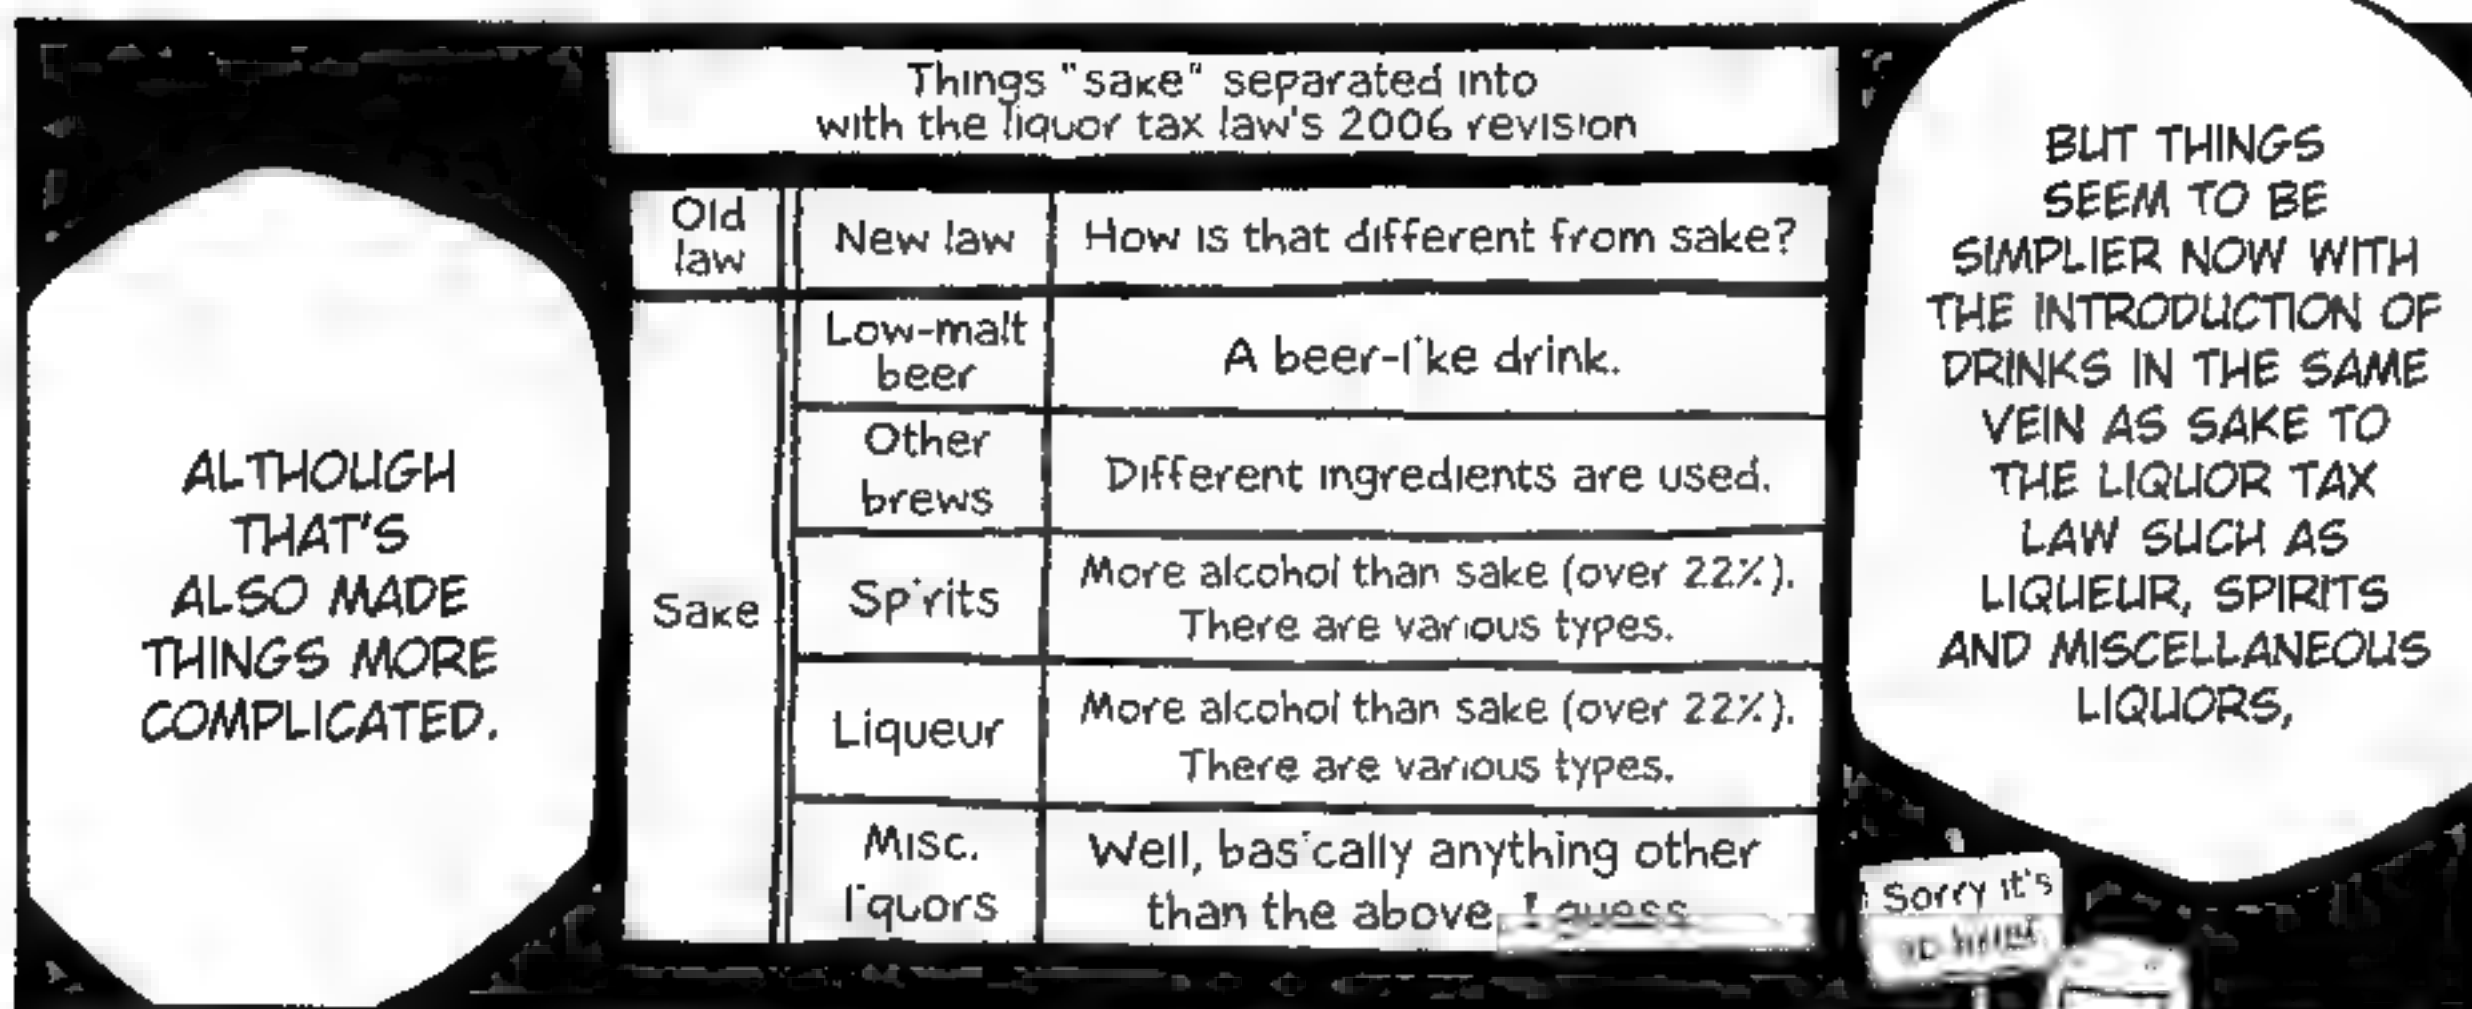 BUT THINGS
SEEM TO BE
SIMPLIER NOW WITH
THE INTRODUCTION OF
DRINKS IN THE SAME
VEIN AS SAKE TO
THE LIQUOR TAX
LAW SUCH AS
LIQUEUR, SPIRITS
AND MISCELLANEOUS
LIQUORS,
Things "sake" separated into
with the liquor tax law's 2006 revision
Old law New law How is that different from sake?
Sake
Low-malt beer A beer-like drink.
Other brews Different ingredients are used.
Spirits More alcohol than sake (over 22%).
There are various types.
Liqueur More alcohol than sake (over 22%).
There are various types.
Misc. liquors Well, basically anything other
than the above, I guess
Sorry it's
ALTHOUGH
THAT'S
ALSO MADE
THINGS MORE
COMPLICATED.